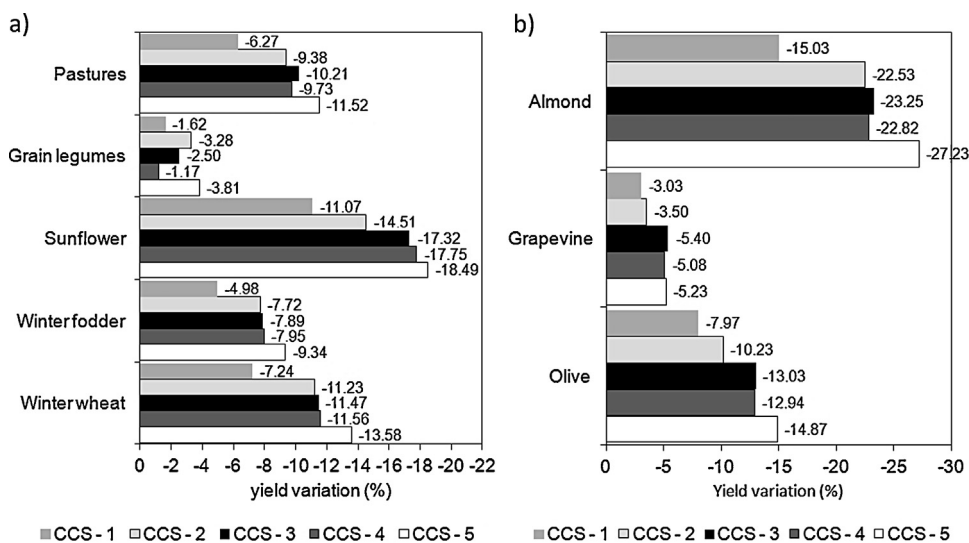 a)
Pastures
-6.27
-9.38
-10.21
-9.73
-11.52
Grain legumes
-1.62
-3.28
-2.50
-1.17
-3.81
Sunflower
-11.07
-14.51
-17.32
-17.75
-18.49
Winter fodder
-4.98
-7.72
-7.89
-7.95
-9.34
Winter wheat
-7.24
-11.23
-11.47
-11.56
-13.58
0 -2 -4 -6 -8 -10 -12 -14 -16 -18 -20 -22
yield variation (%)
CCS - 1 CCS - 2 CCS - 3 CCS - 4 CCS - 5
b)
Almond
-15.03
-22.53
-23.25
-22.82
-27.23
Grapevine
-3.03
-3.50
-5.40
-5.08
-5.23
Olive
-7.97
-10.23
-13.03
-12.94
-14.87
0 -5 -10 -15 -20 -25 -30
Yield variation (%)
CCS - 1 CCS - 2 CCS - 3 CCS - 4 CCS - 5